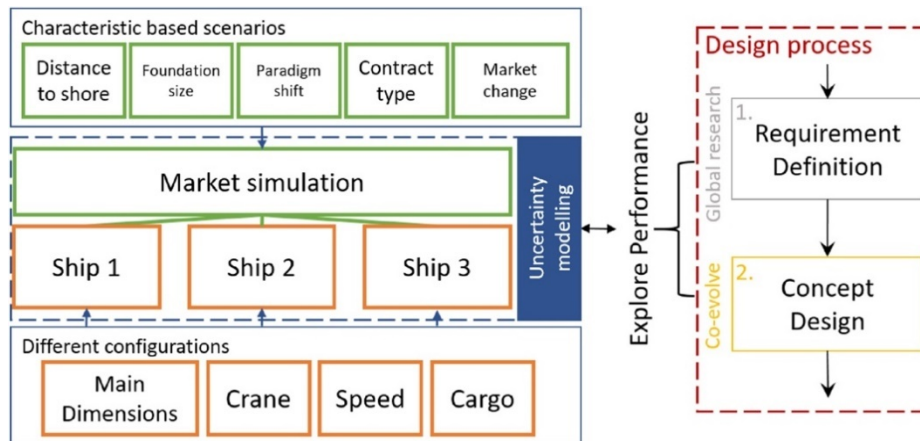 Characteristic based scenarios
Distance
to shore
Foundation
size
Paradigm
shift
Contract
type
Market
change
Market simulation
Ship 1
Ship 2
Ship 3
Uncertainty
modelling
Different configurations
Main
Dimensions
Crane
Speed
Cargo
Explore Performance
Design process
Global research
1.
Requirement
Definition
Co-evolve
2.
Concept
Design